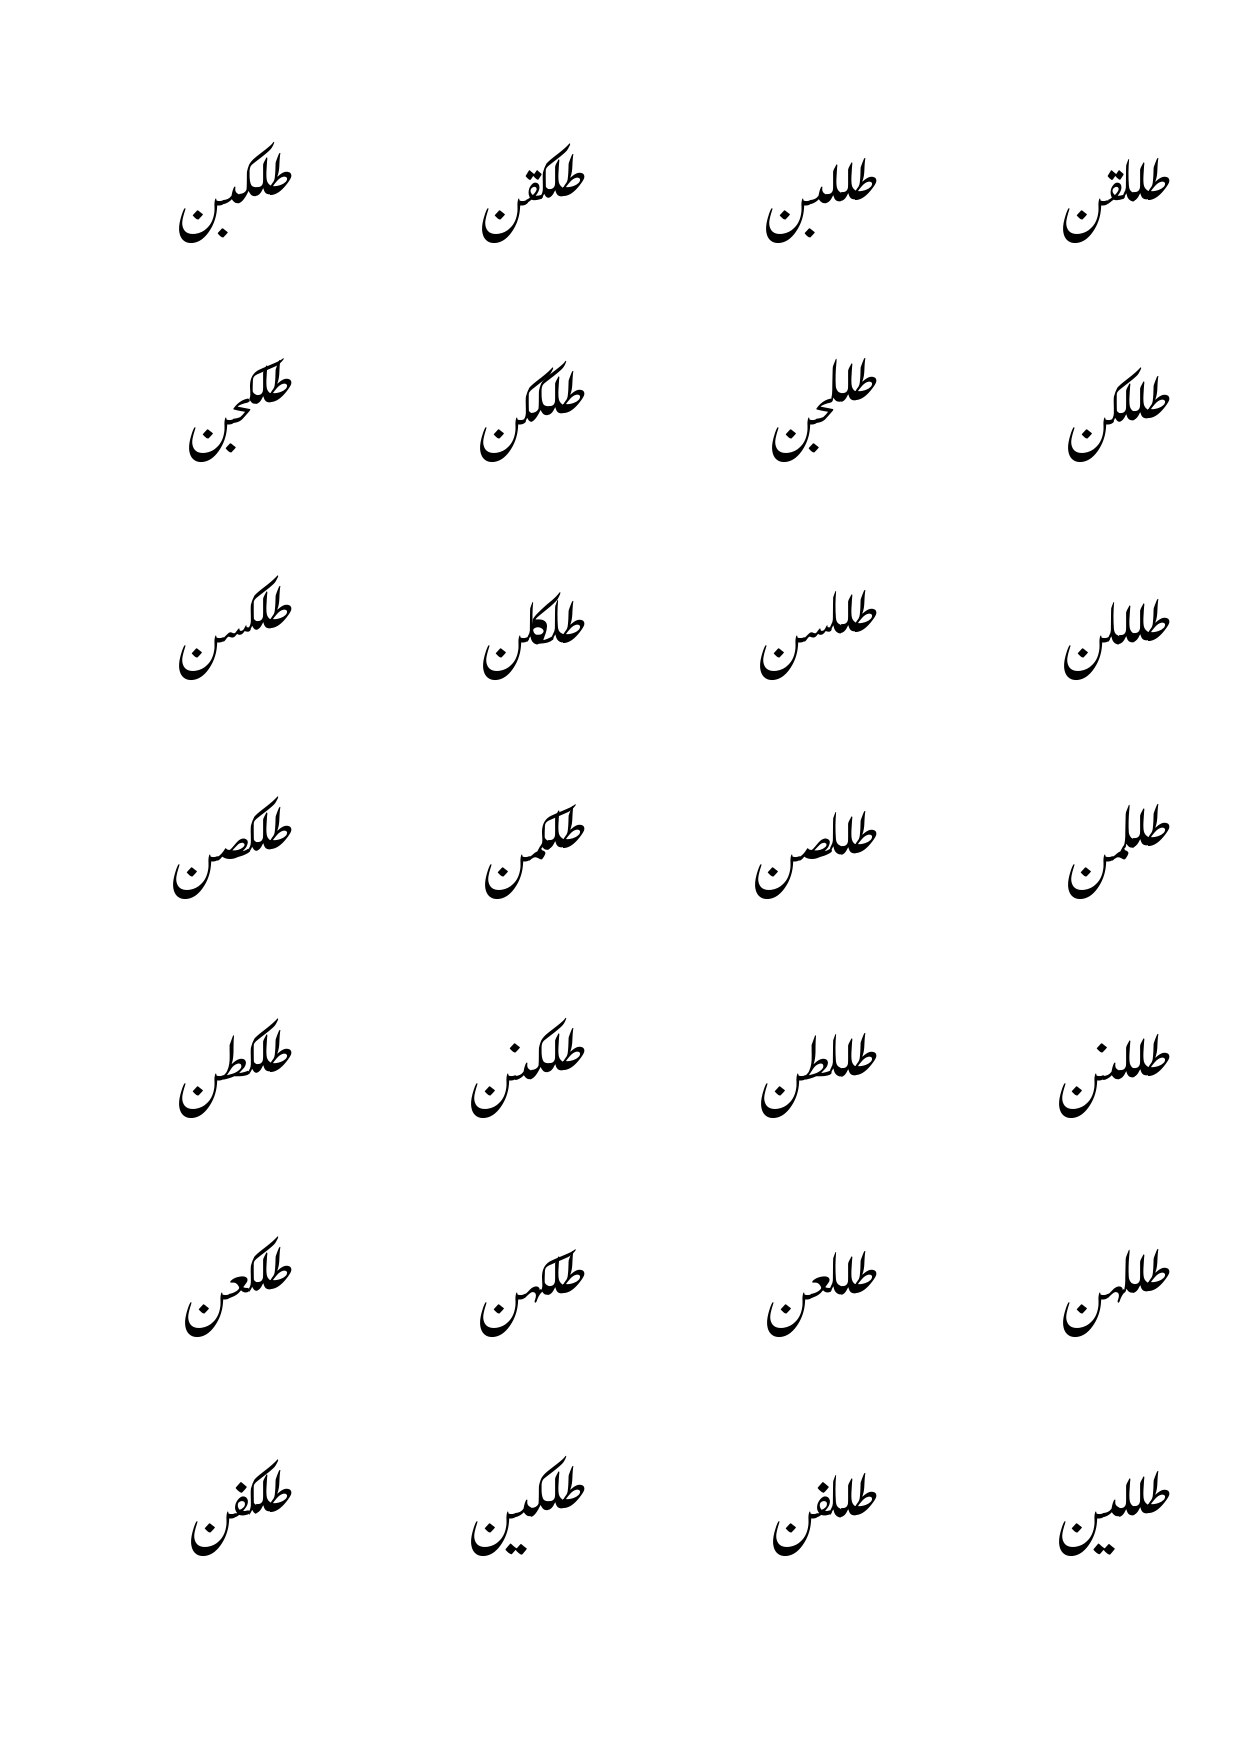 طللقن طللبن طلکقن طلکبن
طللکن طللجن طلککن طلکجن
طلللن طللسن طلکلن طلکسن
طللمن طللصن طلکمن طلکصن
طللنن طللطن طلکنن طلکطن
طللهن طللعن طلکهن طلکعن
طللین طللفن طلکین طلکفن